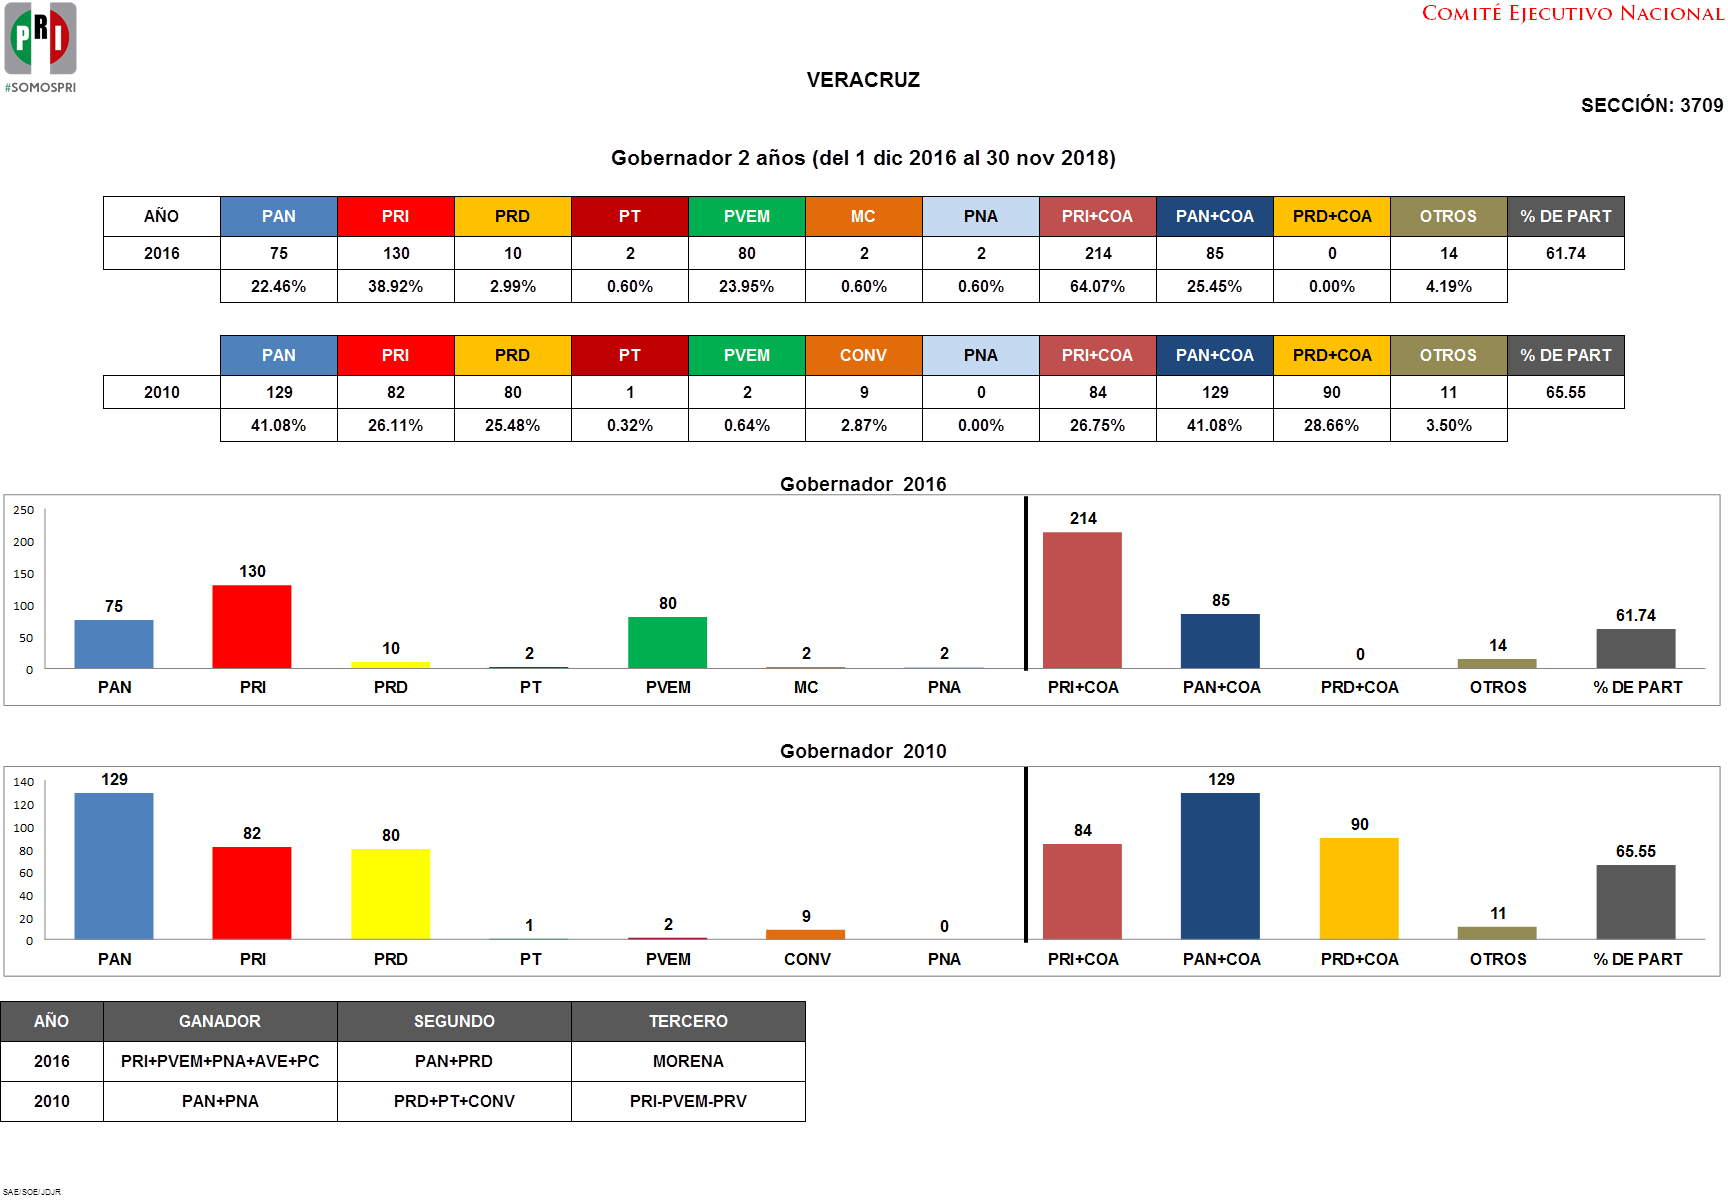 PRI
#SOMOSPRI
COMITÉ EJECUTIVO NACIONAL
VERACRUZ
SECCIÓN: 3709
Gobernador 2 años (del 1 dic 2016 al 30 nov 2018)
AÑO PAN PRI PRD PT PVEM MC PNA PRI+COA PAN+COA PRD+COA OTROS % DE PART
2016 75 130 10 2 80 2 2 214 85 0 14 61.74
22.46% 38.92% 2.99% 0.60% 23.95% 0.60% 0.60% 64.07% 25.45% 0.00% 4.19%
PAN PRI PRD PT PVEM CONV PNA PRI+COA PAN+COA PRD+COA OTROS % DE PART
2010 129 82 80 1 2 9 0 84 129 90 11 65.55
41.08% 26.11% 25.48% 0.32% 0.64% 2.87% 0.00% 26.75% 41.08% 28.66% 3.50%
Gobernador 2016
250
200
150
100
50
0
75 130 10 2 80 2 2 214 85 0 14 61.74
PAN PRI PRD PT PVEM MC PNA PRI+COA PAN+COA PRD+COA OTROS % DE PART
Gobernador 2010
140
120
100
80
60
40
20
0
129 82 80 1 2 9 0 84 129 90 11 65.55
PAN PRI PRD PT PVEM CONV PNA PRI+COA PAN+COA PRD+COA OTROS % DE PART
AÑO GANADOR SEGUNDO TERCERO
2016 PRI+PVEM+PNA+AVE+PC PAN+PRD MORENA
2010 PAN+PNA PRD+PT+CONV PRI-PVEM-PRV
SAE/SOE/JDJR